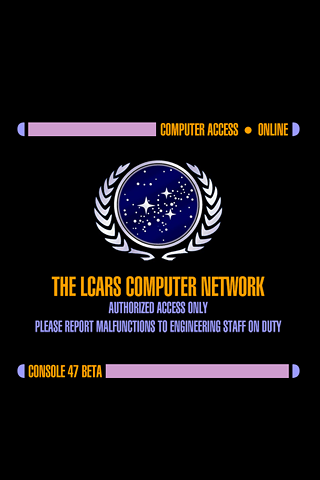 COMPUTER ACCESS • ONLINE
THE LCARS COMPUTER NETWORK
AUTHORIZED ACCESS ONLY
PLEASE REPORT MALFUNCTIONS TO ENGINEERING STAFF ON DUTY
CONSOLE 47 BETA